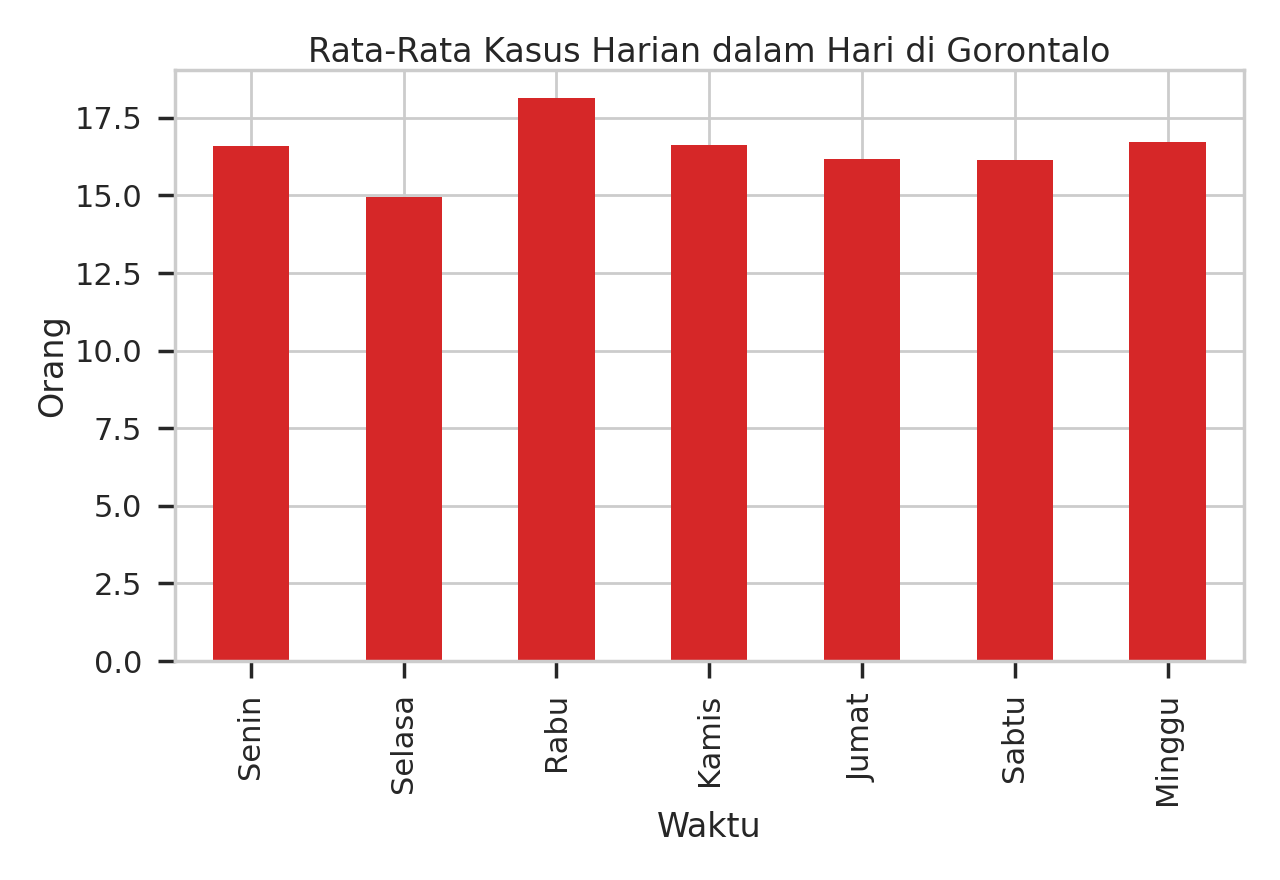 Rata-Rata Kasus Harian dalam Hari di Gorontalo
Orang
17.5
15.0
12.5
10.0
7.5
5.0
2.5
0.0
Senin
Selasa
Rabu
Kamis
Jumat
Sabtu
Minggu
Waktu